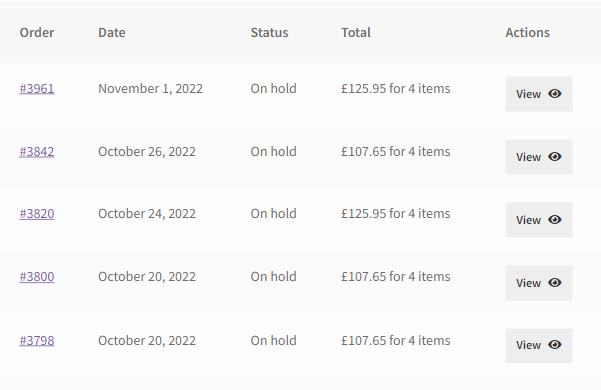 Order Date Status Total Actions
#3961 November 1, 2022 On hold £125.95 for 4 items View
#3842 October 26, 2022 On hold £107.65 for 4 items View
#3820 October 24, 2022 On hold £125.95 for 4 items View
#3800 October 20, 2022 On hold £107.65 for 4 items View
#3798 October 20, 2022 On hold £107.65 for 4 items View